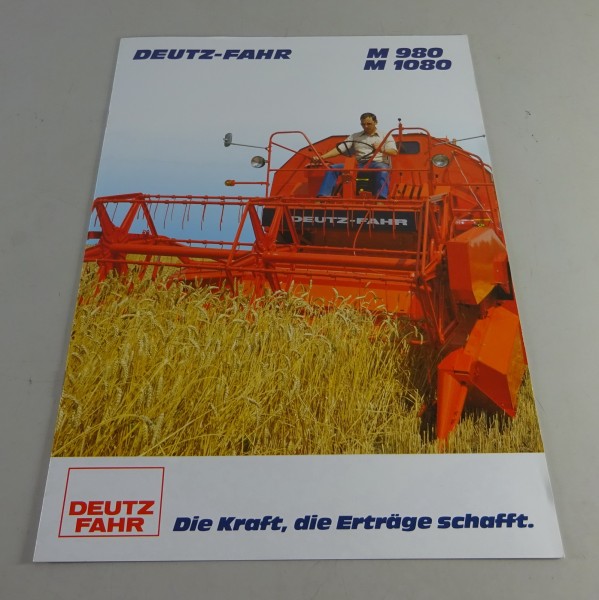 DEUTZ-FAHR
M 980
M 1080
DEUTZ-FAHR
DEUTZ
FAHR
Die Kraft, die Erträge schafft.